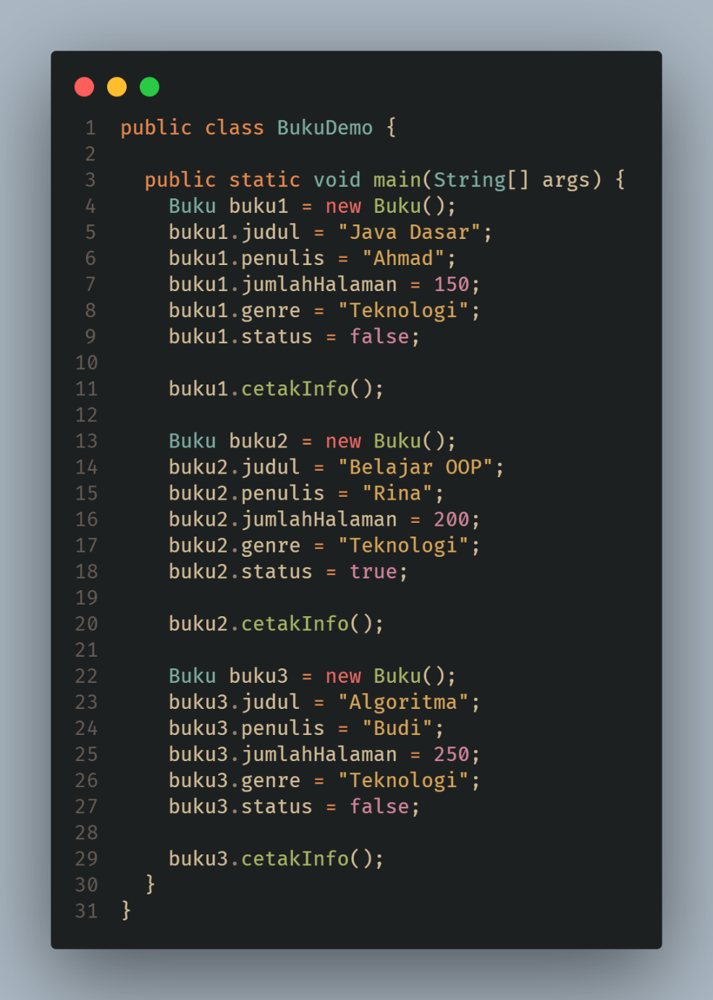 1 public class BukuDemo {
2
3   public static void main(String[] args) {
4     Buku buku1 = new Buku();
5     buku1.judul = "Java Dasar";
6     buku1.penulis = "Ahmad";
7     buku1.jumlahHalaman = 150;
8     buku1.genre = "Teknologi";
9     buku1.status = false;
10
11     buku1.cetakInfo();
12
13     Buku buku2 = new Buku();
14     buku2.judul = "Belajar OOP";
15     buku2.penulis = "Rina";
16     buku2.jumlahHalaman = 200;
17     buku2.genre = "Teknologi";
18     buku2.status = true;
19
20     buku2.cetakInfo();
21
22     Buku buku3 = new Buku();
23     buku3.judul = "Algoritma";
24     buku3.penulis = "Budi";
25     buku3.jumlahHalaman = 250;
26     buku3.genre = "Teknologi";
27     buku3.status = false;
28
29     buku3.cetakInfo();
30   }
31 }